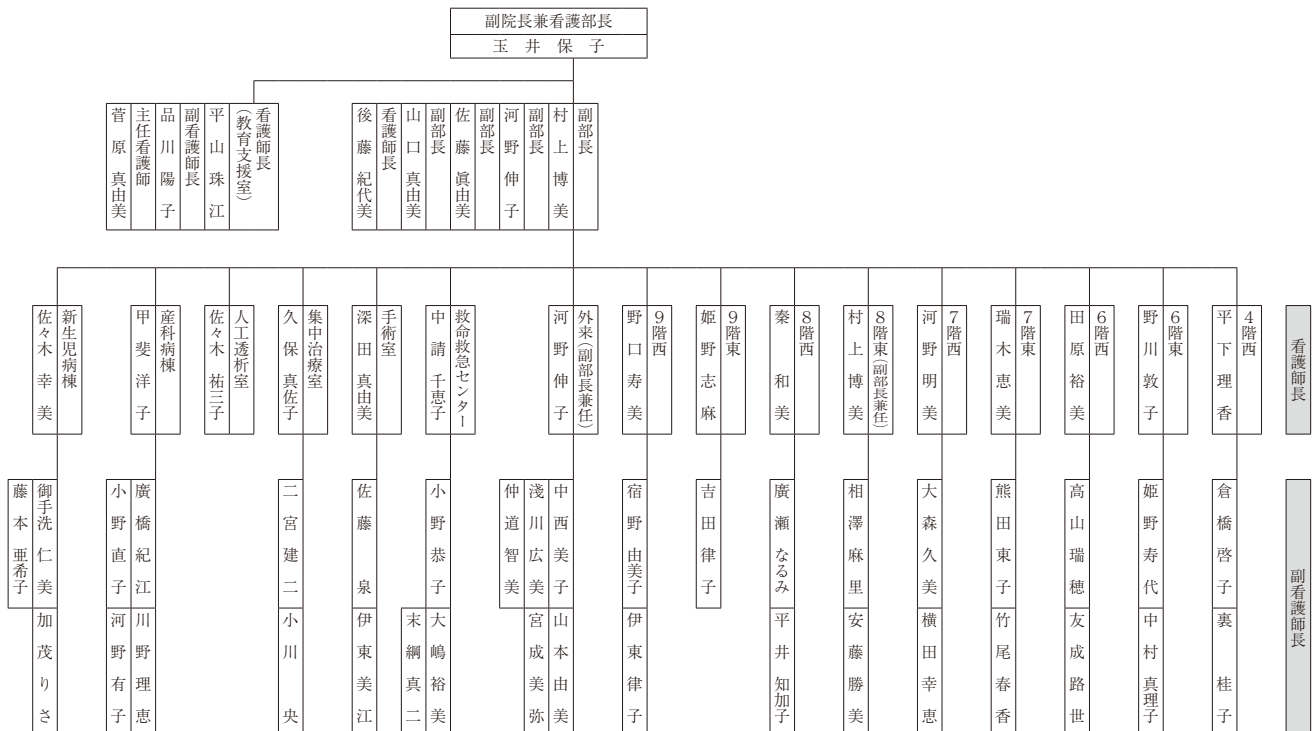 副院長兼看護部長
玉井保子
副部長
村上博美
副部長
河野伸子
副部長
佐藤眞由美
副部長
山口真由美
看護師長
後藤紀代美
看護師長
(教育支援室)
平山珠江
副看護師長
品川陽子
主任看護師
菅原真由美
看護師長
4階西
平下理香
6階東
野川敦子
6階西
田原裕美
7階東
瑞木恵美
7階西
河野明美
8階東(副部長兼任)
村上博美
8階西
秦和美
9階東
姫野志麻
9階西
野口寿美
外来(副部長兼任)
河野伸子
救命救急センター
中請千恵子
手術室
深田真由美
集中治療室
久保真佐子
人工透析室
佐々木祐三子
産科病棟
甲斐洋子
新生児病棟
佐々木幸美
副看護師長
倉橋啓子
裏桂子
姫野寿代
中村真理子
高山瑞穂
友成路世
熊田東子
竹尾春香
大森久美
横田幸恵
相澤麻里
安藤勝美
廣瀬なるみ
平井知加子
吉田律子
宿野由美子
伊東律子
中西美子
淺川広美
仲道智美
山本由美
宮成美弥
小野恭子
大嶋裕美
末綱真二
佐藤泉
伊東美江
二宮建二
小川央
廣橋紀江
小野直子
川野理恵
河野有子
御手洗仁美
藤本亜希子
加茂りさ